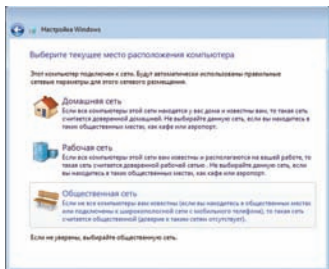 Настройка Windows
Выберите текущее место расположения компьютера
Этот компьютер подключен к сети. Будут автоматически использованы правильные
сетевые параметры для этого сетевого размещения.
Домашняя сеть
Если все компьютеры этой сети находятся у вас дома и известны вам, то такая сеть
считается доверенной домашней. Не выбирайте данную сеть, если вы находитесь в
таких общественных местах, как кафе или аэропорт.
Рабочая сеть
Если все компьютеры этой сети вам известны и располагаются на вашей работе, то
такая сеть считается доверенной рабочей сетью. Не выбирайте данную сеть, если
вы находитесь в таких общественных местах, как кафе или аэропорт.
Общественная сеть
Если не все компьютеры вам известны (если вы находитесь в общественных местах
или подключены к широкополосной сети с мобильного телефона), то такая сеть
считается общественной (доверие к таким сетям отсутствует).
Если не уверены, выбирайте общественную сеть.